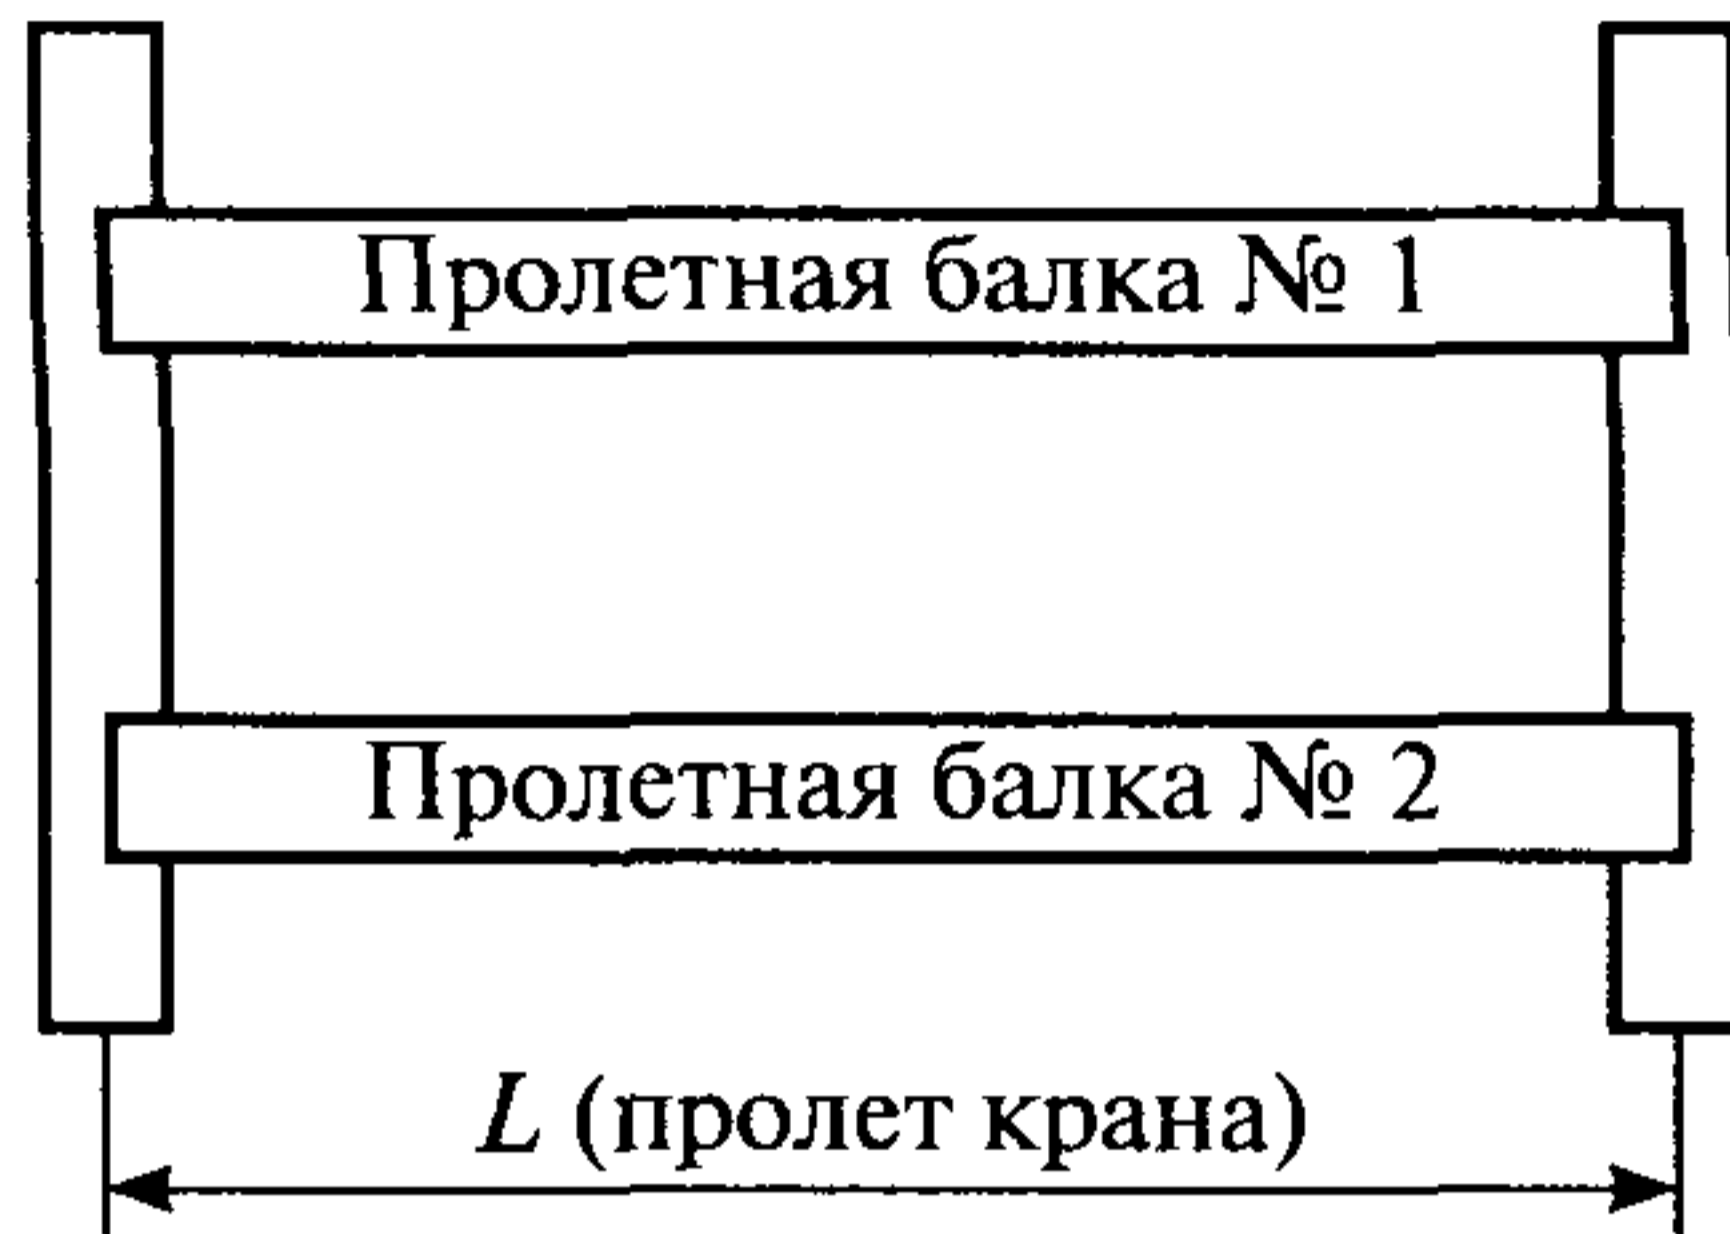 Пролетная балка № 1
Пролетная балка № 2
L (пролет крана)